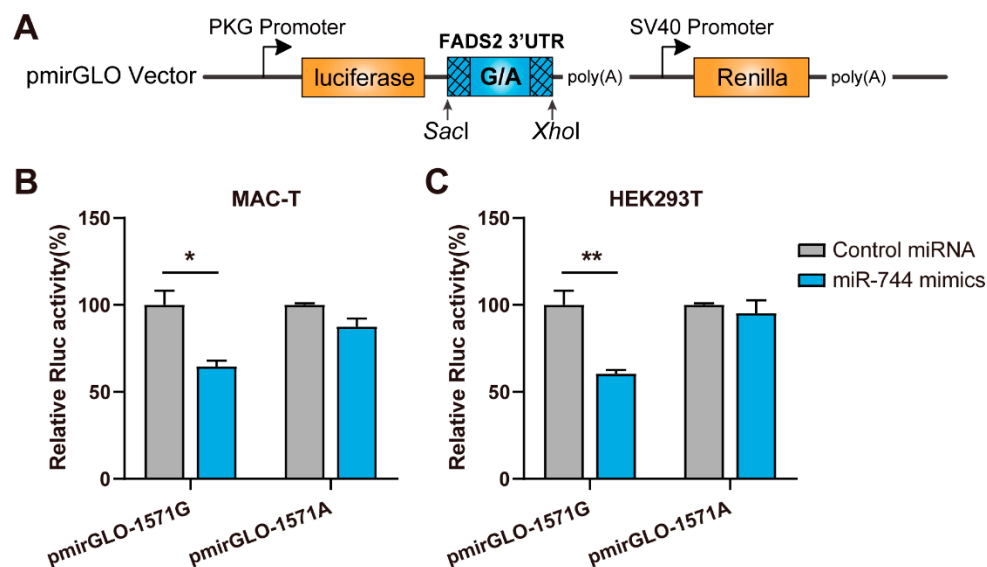 A
PKG Promoter
SV40 Promoter
FADS2 3'UTR
pmirGLO Vector
luciferase
G/A
poly(A)
Renilla
poly(A)
SacI
XhoI
B
MAC-T
Relative Rluc activity(%)
150
100
50
0
*
pmirGLO-1571G
pmirGLO-1571A
C
HEK293T
Relative Rluc activity(%)
150
100
50
0
**
pmirGLO-1571G
pmirGLO-1571A
Control miRNA
miR-744 mimics